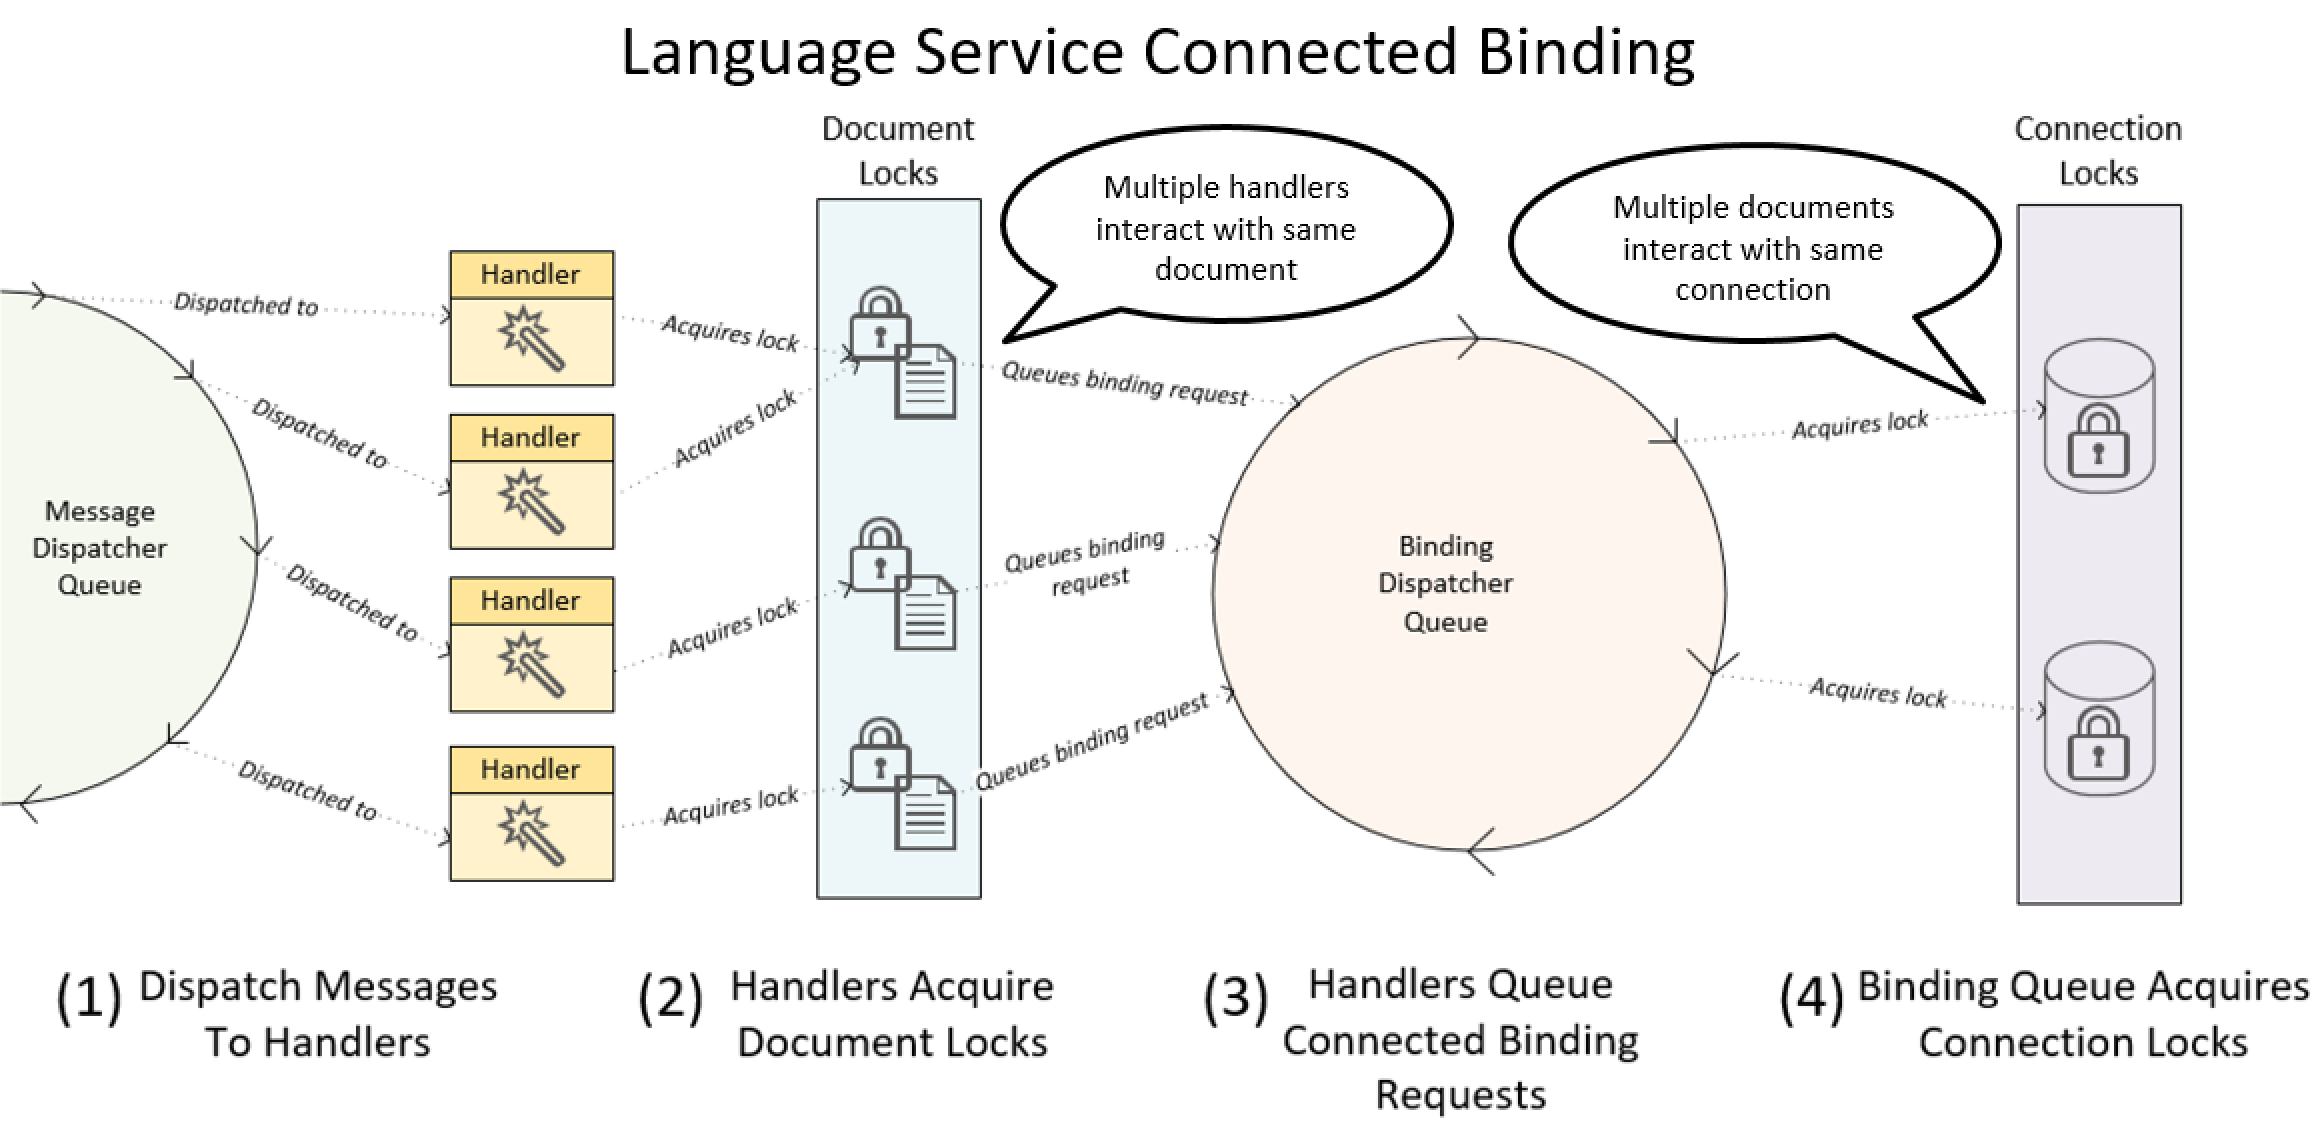 Language Service Connected Binding
Document
Locks
Connection
Locks
Multiple handlers
interact with same
document
Multiple documents
interact with same
connection
Message
Dispatcher
Queue
Dispatched to
Dispatched to
Dispatched to
Dispatched to
Handler
Handler
Handler
Handler
Acquires lock
Acquires lock
Acquires lock
Acquires lock
Queues binding request
Queues binding
request
Queues binding request
Binding
Dispatcher
Queue
Acquires lock
Acquires lock
(1) Dispatch Messages
To Handlers
(2) Handlers Acquire
Document Locks
(3) Handlers Queue
Connected Binding
Requests
(4) Binding Queue Acquires
Connection Locks